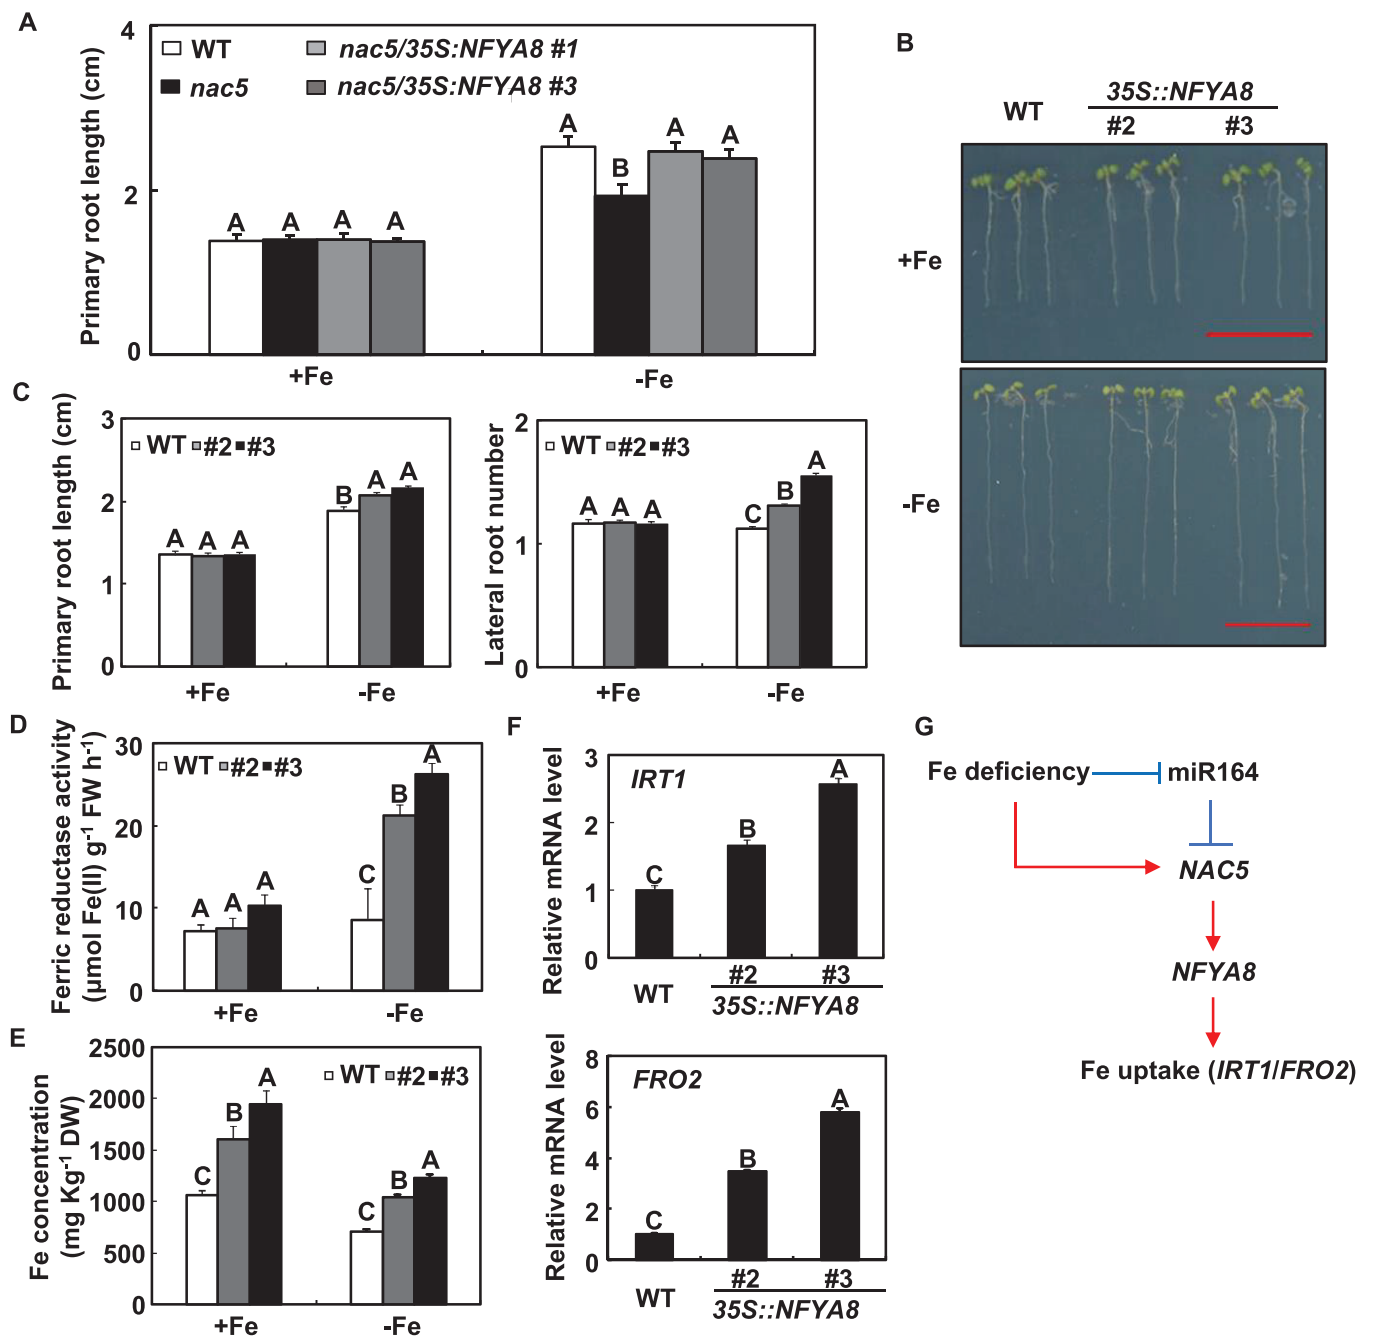 A
Primary root length (cm)
4
2
0
WT
nac5/35S:NFYA8 #1
nac5
nac5/35S:NFYA8 #3
A A A A
A B A A
+Fe
-Fe
B
WT
35S::NFYA8
#2 #3
+Fe
-Fe
C
Primary root length (cm)
3
2
1
0
WT #2 #3
A A A
B A A
+Fe -Fe
Lateral root number
2
1
0
WT #2 #3
A A A
C B A
+Fe -Fe
D
Ferric reductase activity
(µmol Fe(II) g-1 FW h-1)
30
20
10
0
WT #2 #3
A A A
C B A
+Fe -Fe
E
Fe concentration
(mg Kg-1 DW)
2500
2000
1500
1000
500
0
WT #2 #3
C B A
C B A
+Fe -Fe
F
Relative mRNA level
3
2
1
0
IRT1
C B A
WT #2 #3
35S::NFYA8
Relative mRNA level
8
6
4
2
0
FRO2
C B A
WT #2 #3
35S::NFYA8
G
Fe deficiency miR164
NAC5
NFYA8
Fe uptake (IRT1/FRO2)